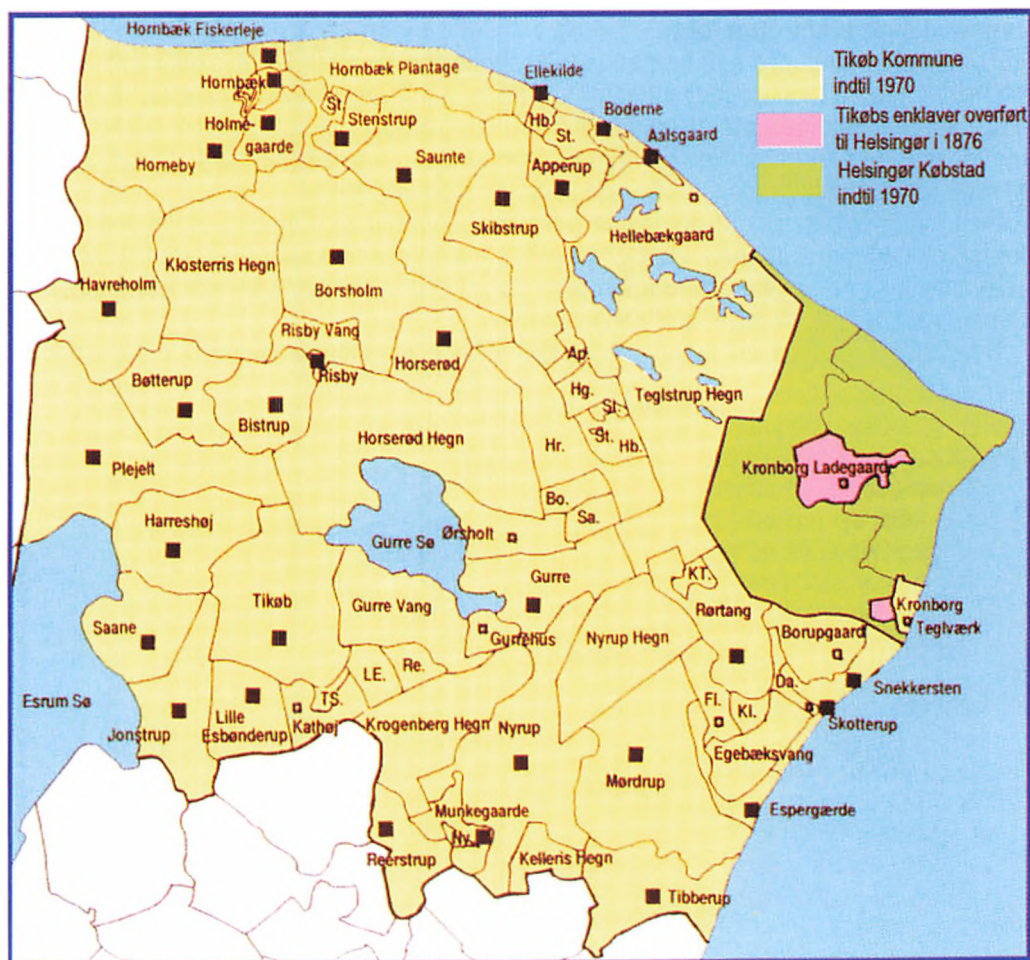 Hornbæk Fiskerleje
Hornbæk
Hornbæk Plantage
Ellekilde
Tikøb Kommune
indtil 1970
Tikøbs enklaver overført
til Helsingør i 1876
Helsingør Købstad
indtil 1970
Holme-
gaarde
St.
Stenstrup
Hb.
St.
Boderne
Aalsgaard
Horneby
Saunte
Apperup
Skibstrup
Hellebækgaard
Klosterris Hegn
Havreholm
Borsholm
Risby Vang
Risby
Horserød
Ap.
Bøtterup
Bistrup
Hg.
Teglstrup Hegn
Sl.
St.
Hb.
Horserød Hegn
Hr.
Plejelt
Kronborg Ladegaard
Bo.
Sa.
Harreshøj
Gurre Sø
Ørsholt
Gurre
KT.
Tikøb
Gurre Vang
Rørtang
Kronborg
Teglværk
Saane
Gurrehus
Nyrup Hegn
Borupgaard
LE.
Re.
Da.
Snekkersten
Esrum Sø
TS.
Fl.
Kl.
Skotterup
Jonstrup
Lille
Esbønderup
Kathøj
Krogenberg Hegn
Nyrup
Egebæksvang
Mørdrup
Munkegaarde
Espergærde
Ny.
Reerstrup
Kelleris Hegn
Tibberup